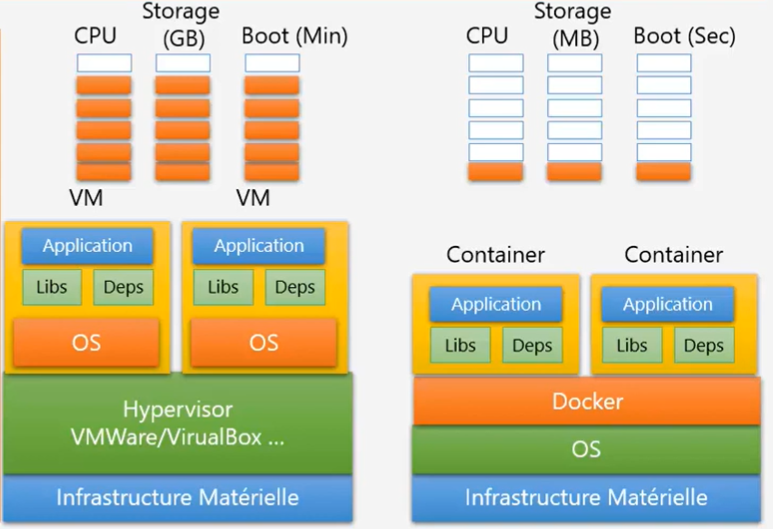 CPU
Storage
(GB)
Boot (Min)
VM
VM
Application
Libs
Deps
OS
Application
Libs
Deps
OS
Hypervisor
VMWare/VirualBox ...
Infrastructure Matérielle
CPU
Storage
(MB)
Boot (Sec)
Container
Container
Application
Libs
Deps
Application
Libs
Deps
Docker
OS
Infrastructure Matérielle